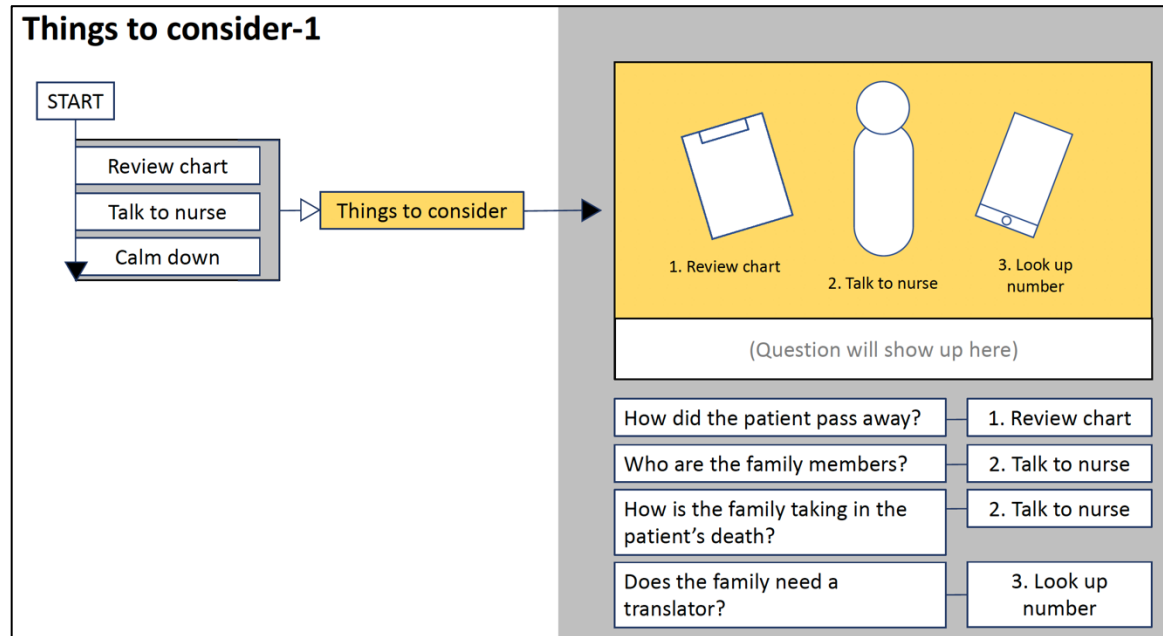 Things to consider-1
START
Review chart
Talk to nurse
Calm down
Things to consider
1. Review chart
2. Talk to nurse
3. Look up
number
(Question will show up here)
How did the patient pass away?
1. Review chart
Who are the family members?
2. Talk to nurse
How is the family taking in the
patient's death?
2. Talk to nurse
Does the family need a
translator?
3. Look up
number